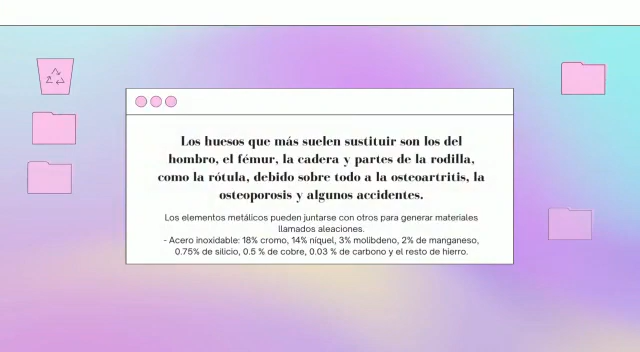 Los huesos que más suelen sustituir son los del
hombro, el fémur, la cadera y partes de la rodilla,
como la rótula, debido sobre todo a la osteoartritis, la
osteoporosis y algunos accidentes.
Los elementos metálicos pueden juntarse con otros para generar materiales
llamados aleaciones.
- Acero inoxidable: 18% cromo, 14% níquel, 3% molibdeno, 2% de manganeso,
0.75% de silicio, 0.5 % de cobre, 0.03 % de carbono y el resto de hierro.